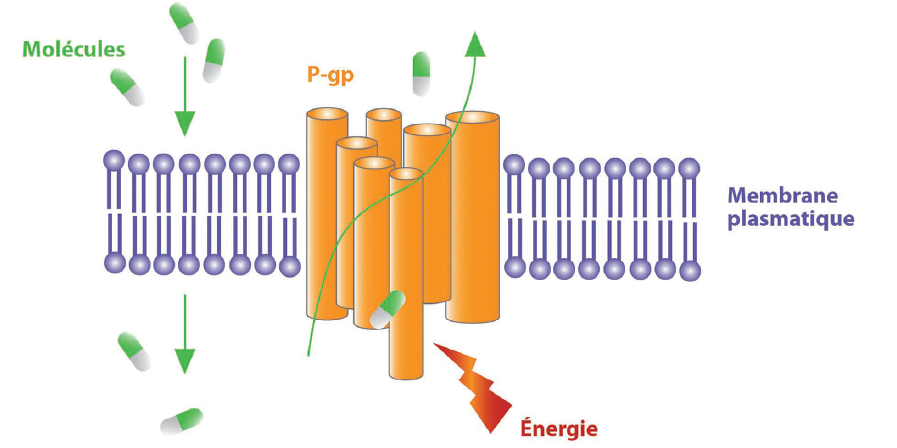 Molécules
P-gp
Membrane
plasmatique
Énergie